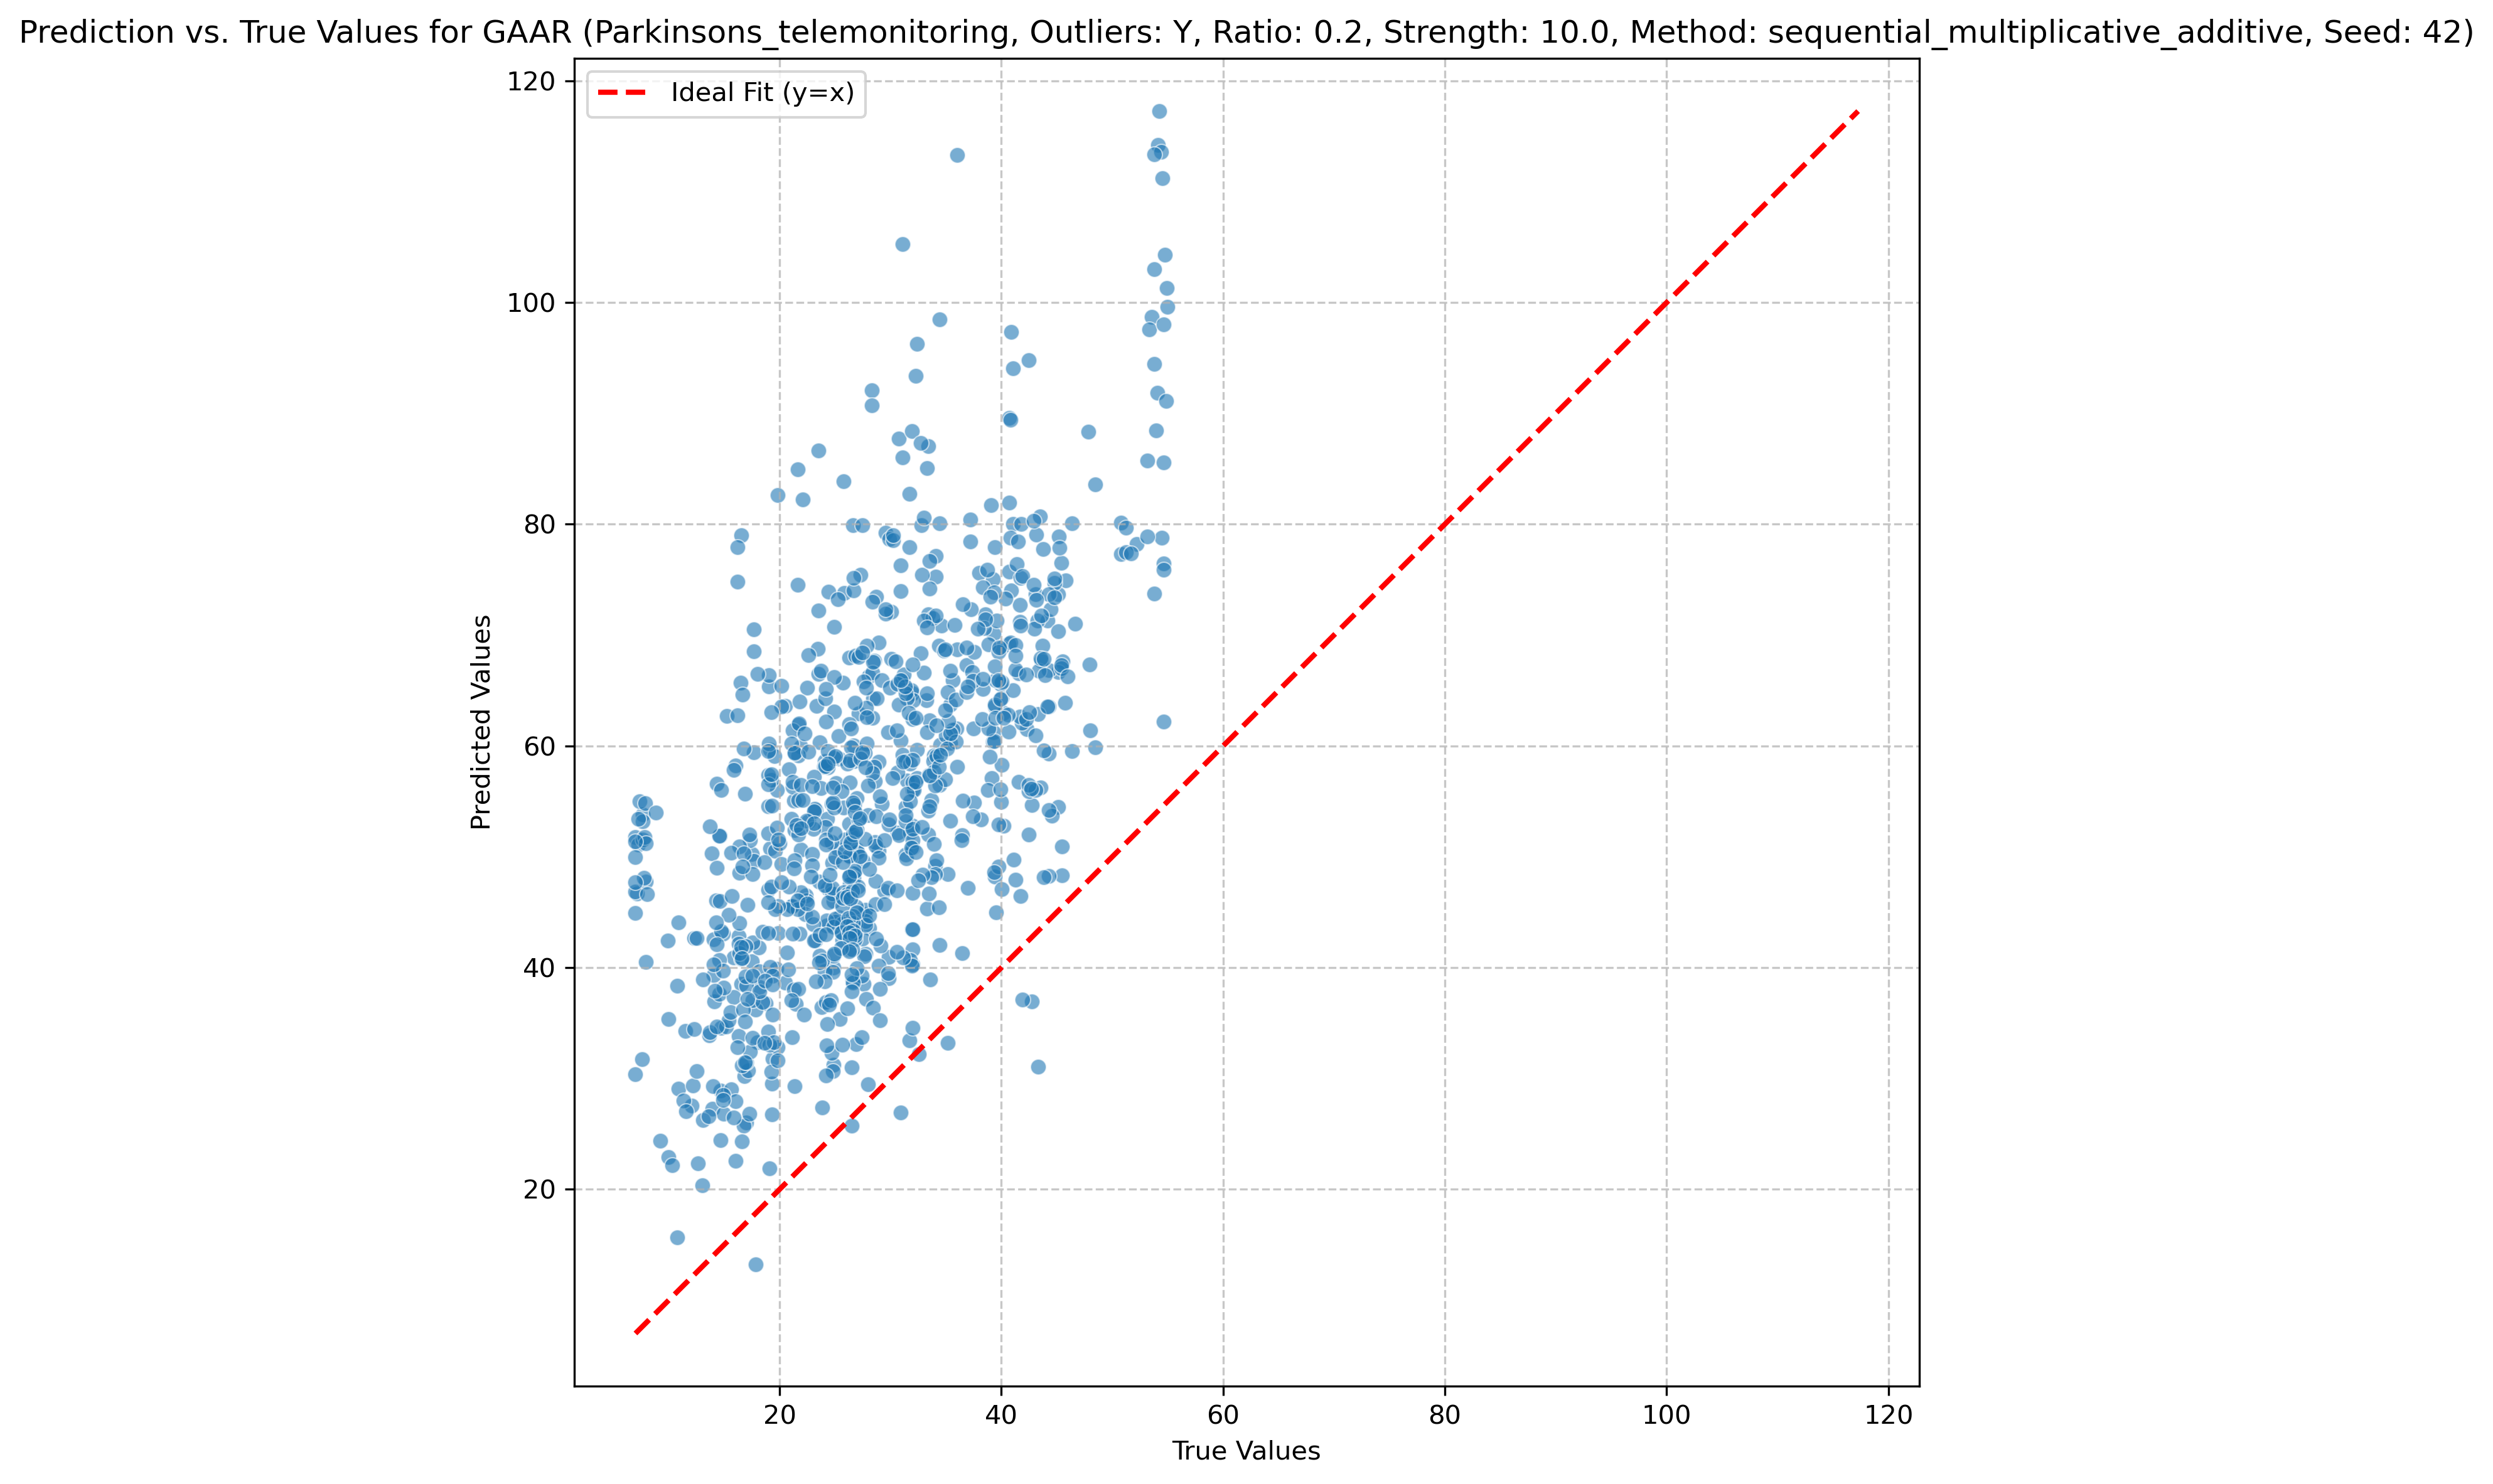 Prediction vs. True Values for GAAR (Parkinsons_telemonitoring, Outliers: Y, Ratio: 0.2, Strength: 10.0, Method: sequential_multiplicative_additive, Seed: 42)
Ideal Fit (y=x)
120
100
80
60
40
20
Predicted Values
20 40 60 80 100 120
True Values